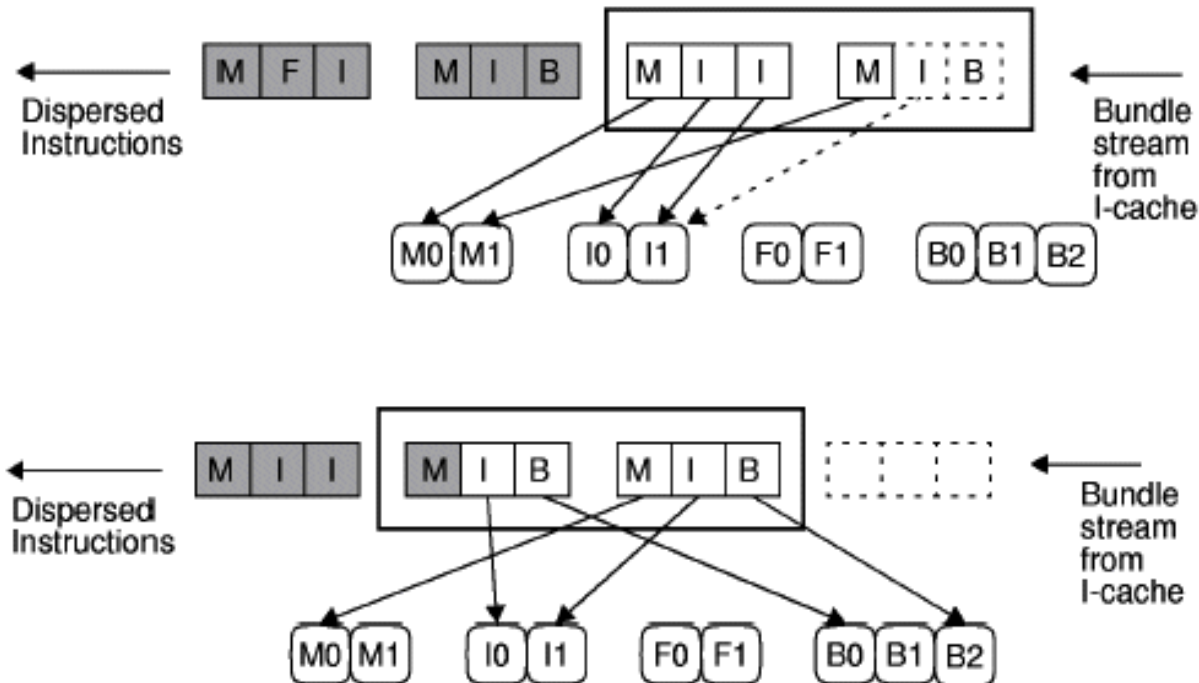 M F I M I B M I I M I B
Dispersed
Instructions
Bundle
stream
from
I-cache
M0 M1 I0 I1 F0 F1 B0 B1 B2
M I I M I B M I B
Dispersed
Instructions
Bundle
stream
from
I-cache
M0 M1 I0 I1 F0 F1 B0 B1 B2